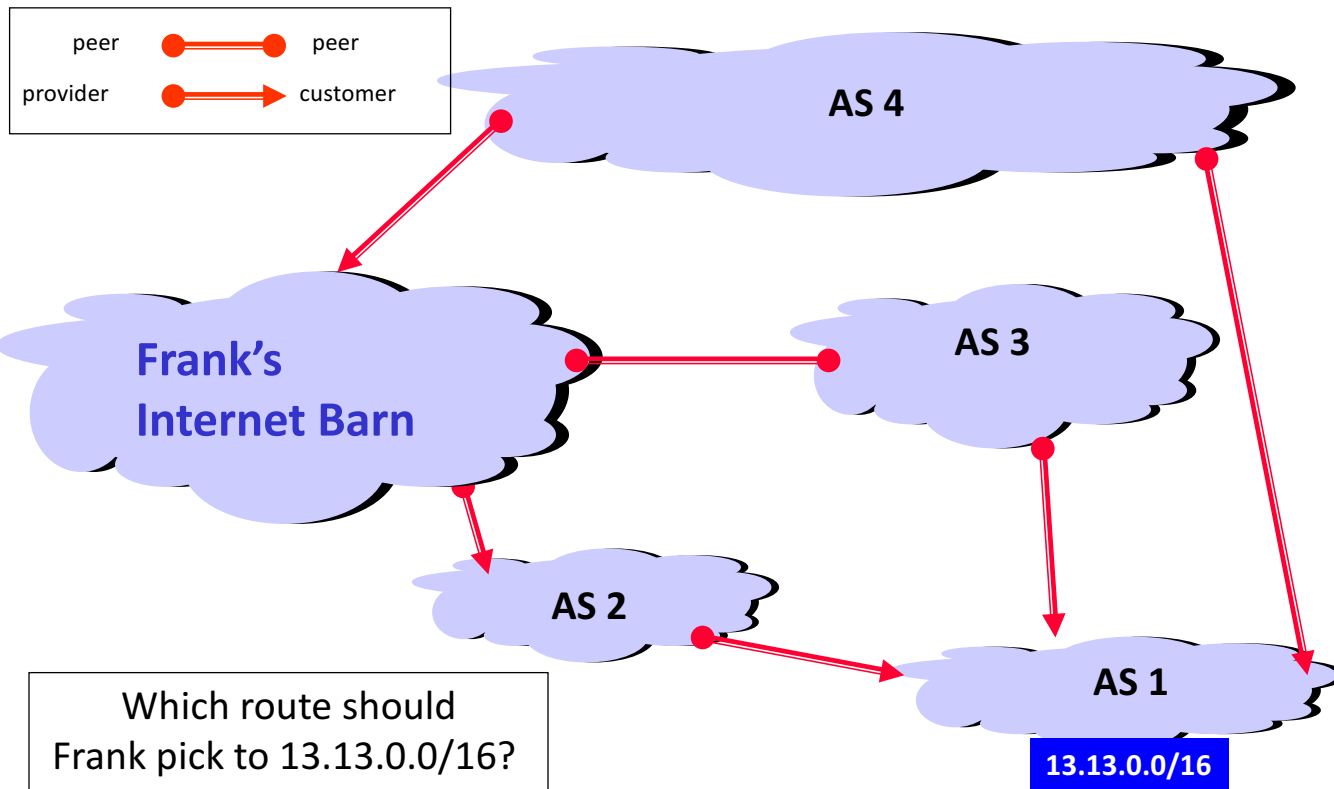 peer peer
provider customer
AS 4
Frank's
Internet Barn
AS 3
AS 2
AS 1
13.13.0.0/16
Which route should
Frank pick to 13.13.0.0/16?